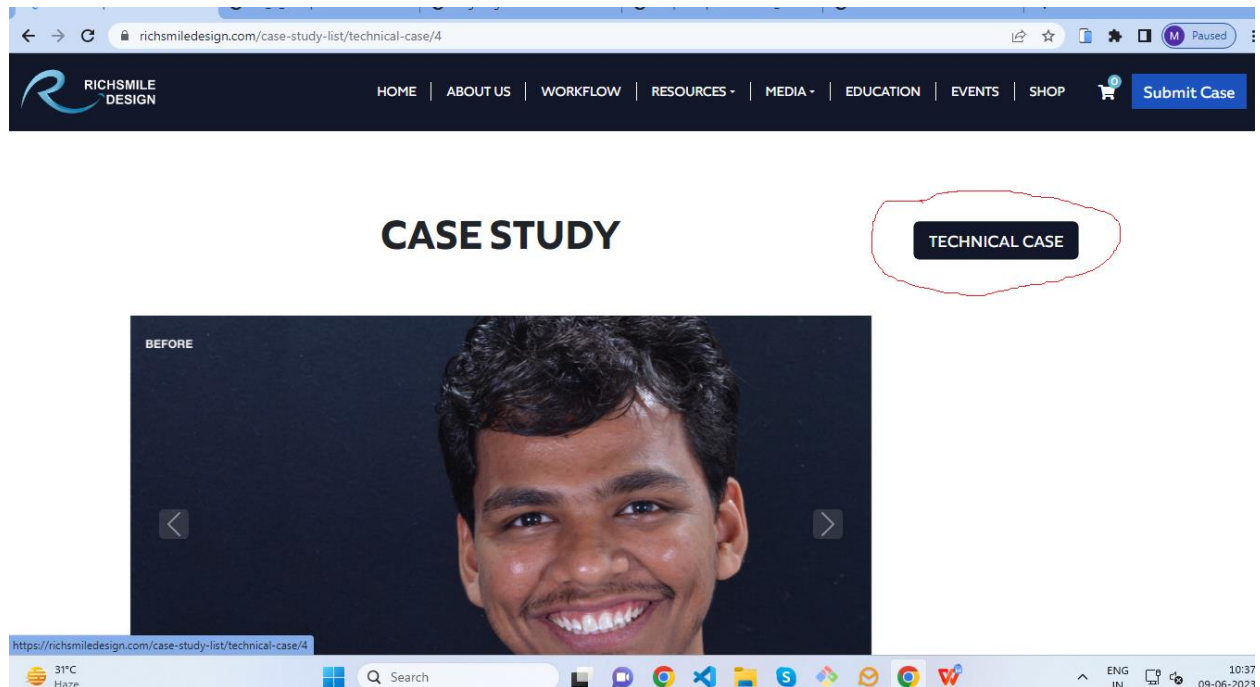 richsmiledesign.com/case-study-list/technical-case/4
M Paused
RICHSMILE
DESIGN
HOME | ABOUT US | WORKFLOW | RESOURCES | MEDIA | EDUCATION | EVENTS | SHOP
0
Submit Case
CASE STUDY
TECHNICAL CASE
BEFORE
https://richsmiledesign.com/case-study-list/technical-case/4
31°C
Haze
Search
ENG
IN
10:37
09-06-2023